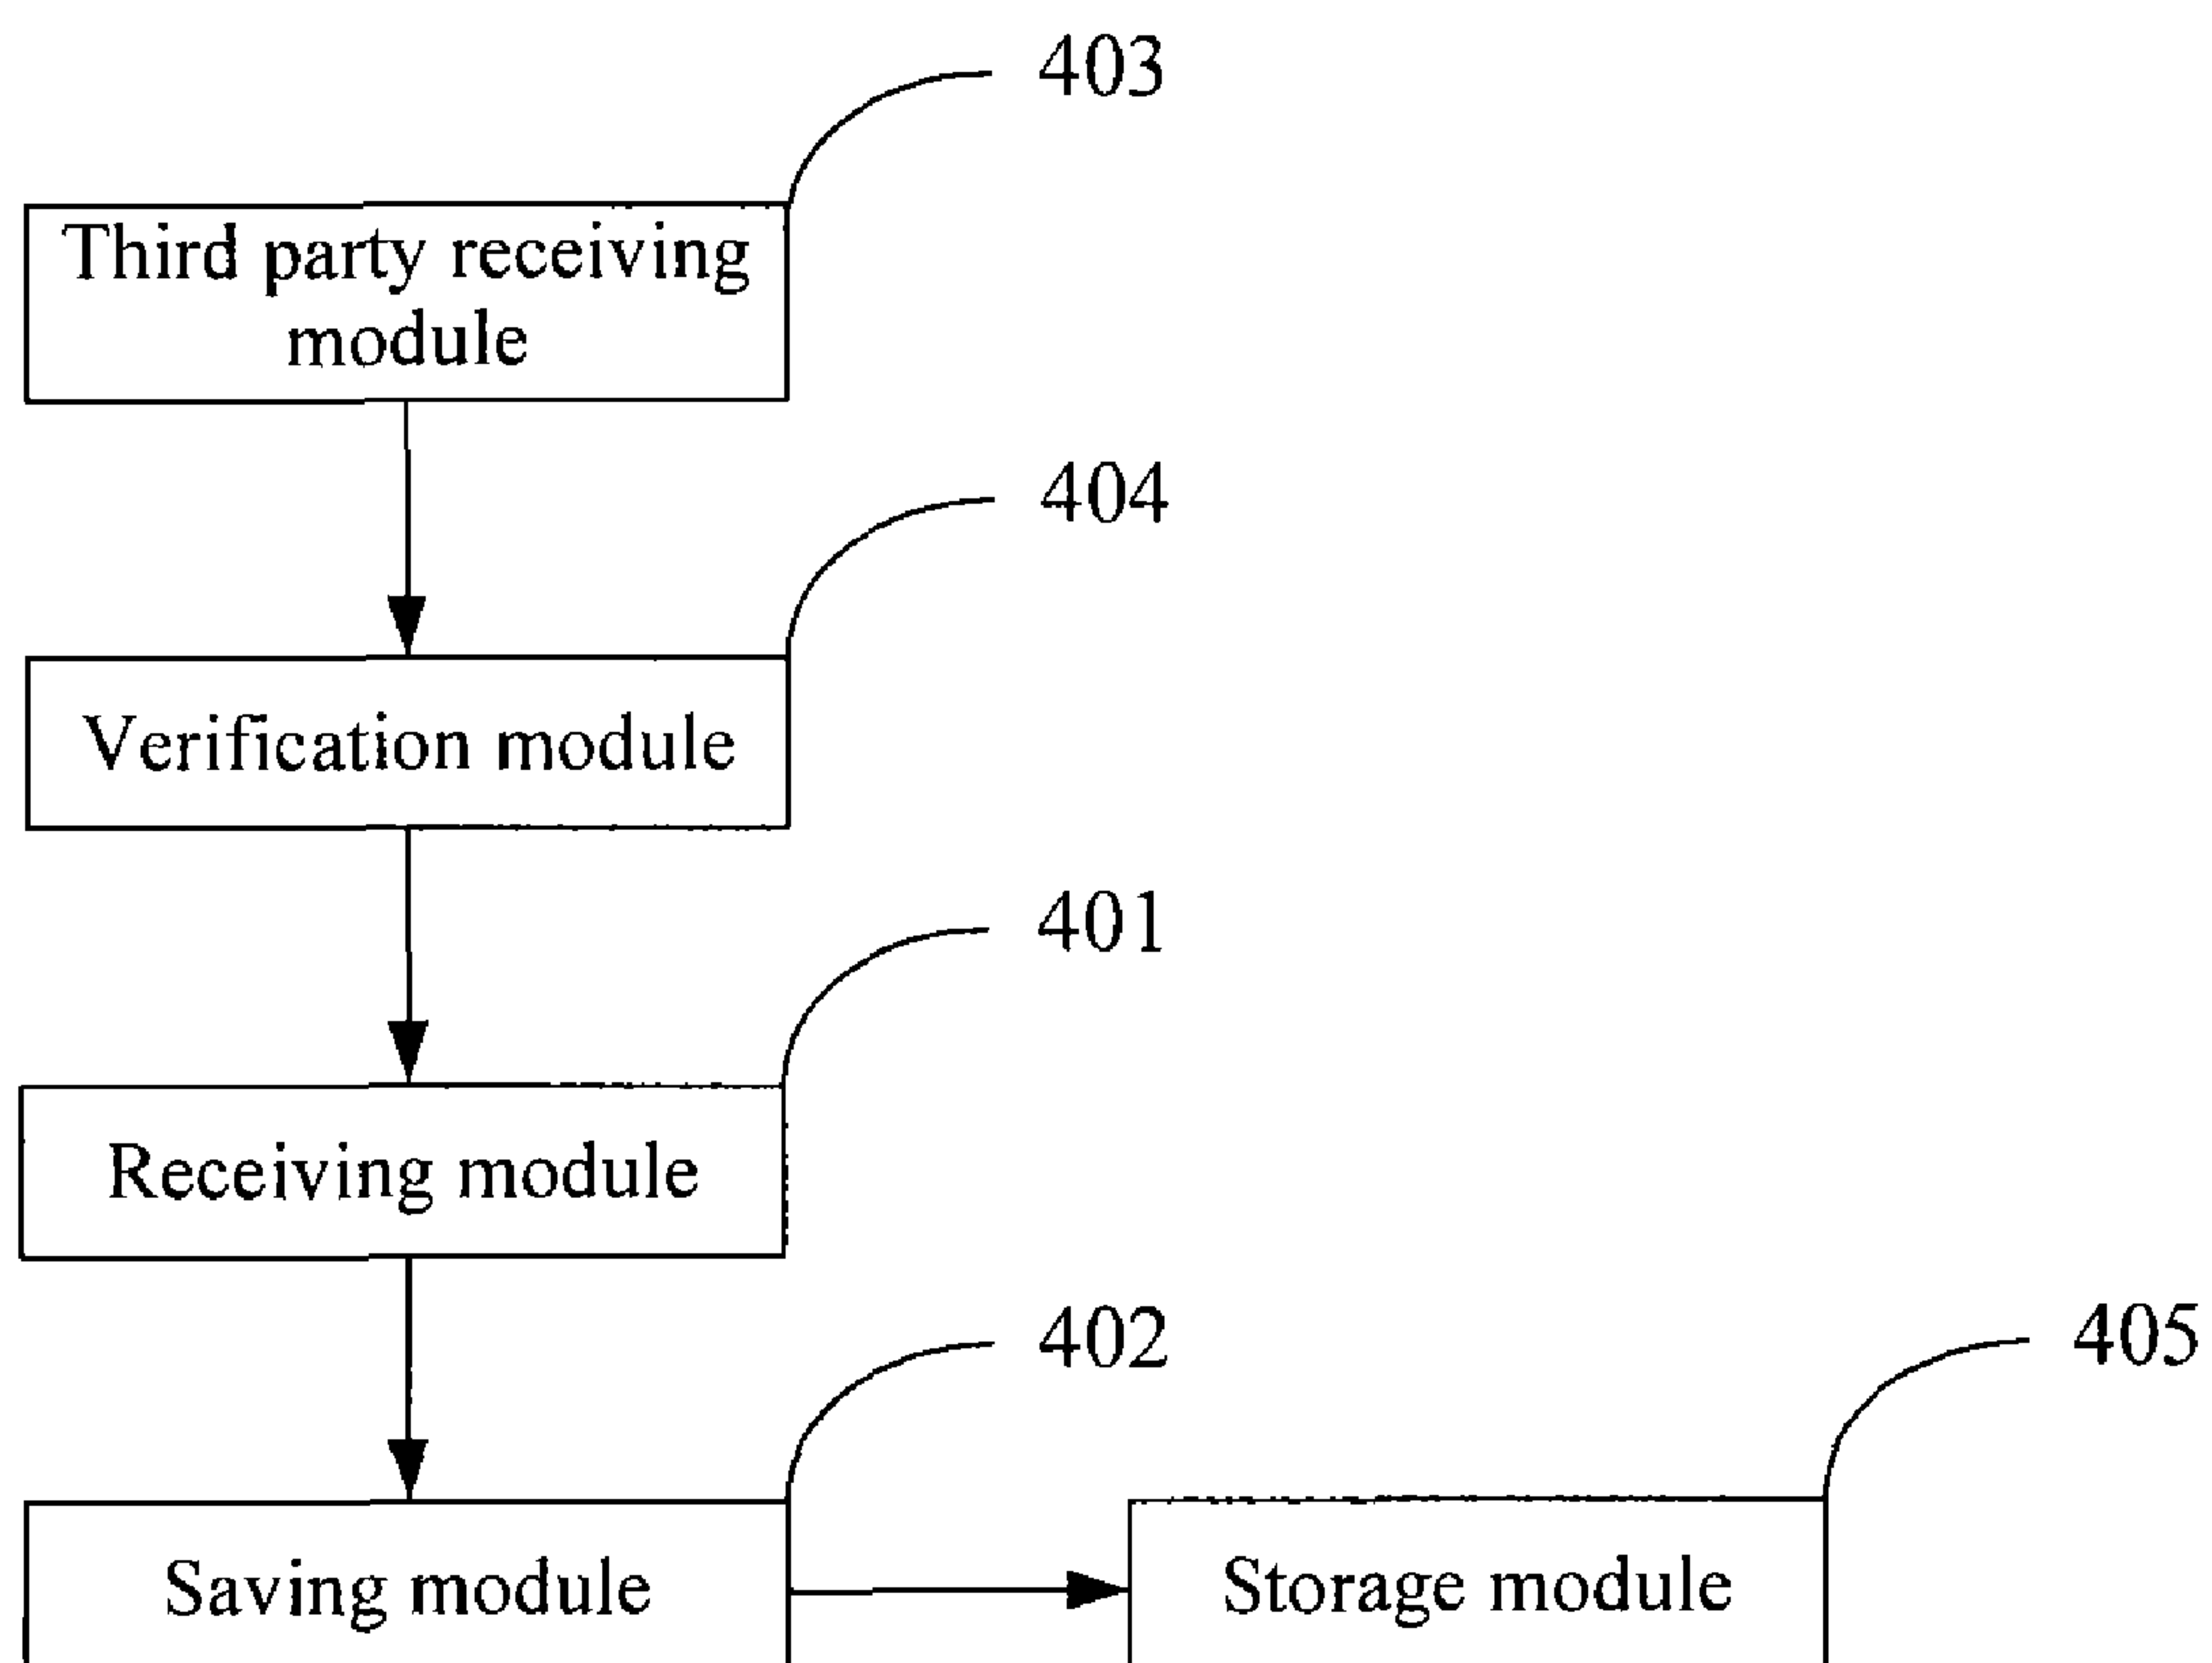 403
Third party receiving
module
404
Verification module
401
Receiving module
402
405
Saving module
Storage module